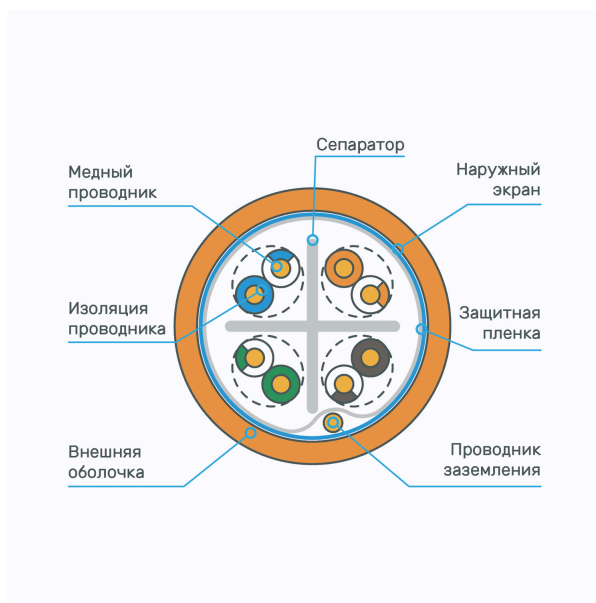 Сепаратор
Медный
проводник
Наружный
экран
Изоляция
проводника
Защитная
пленка
Внешняя
оболочка
Проводник
заземления